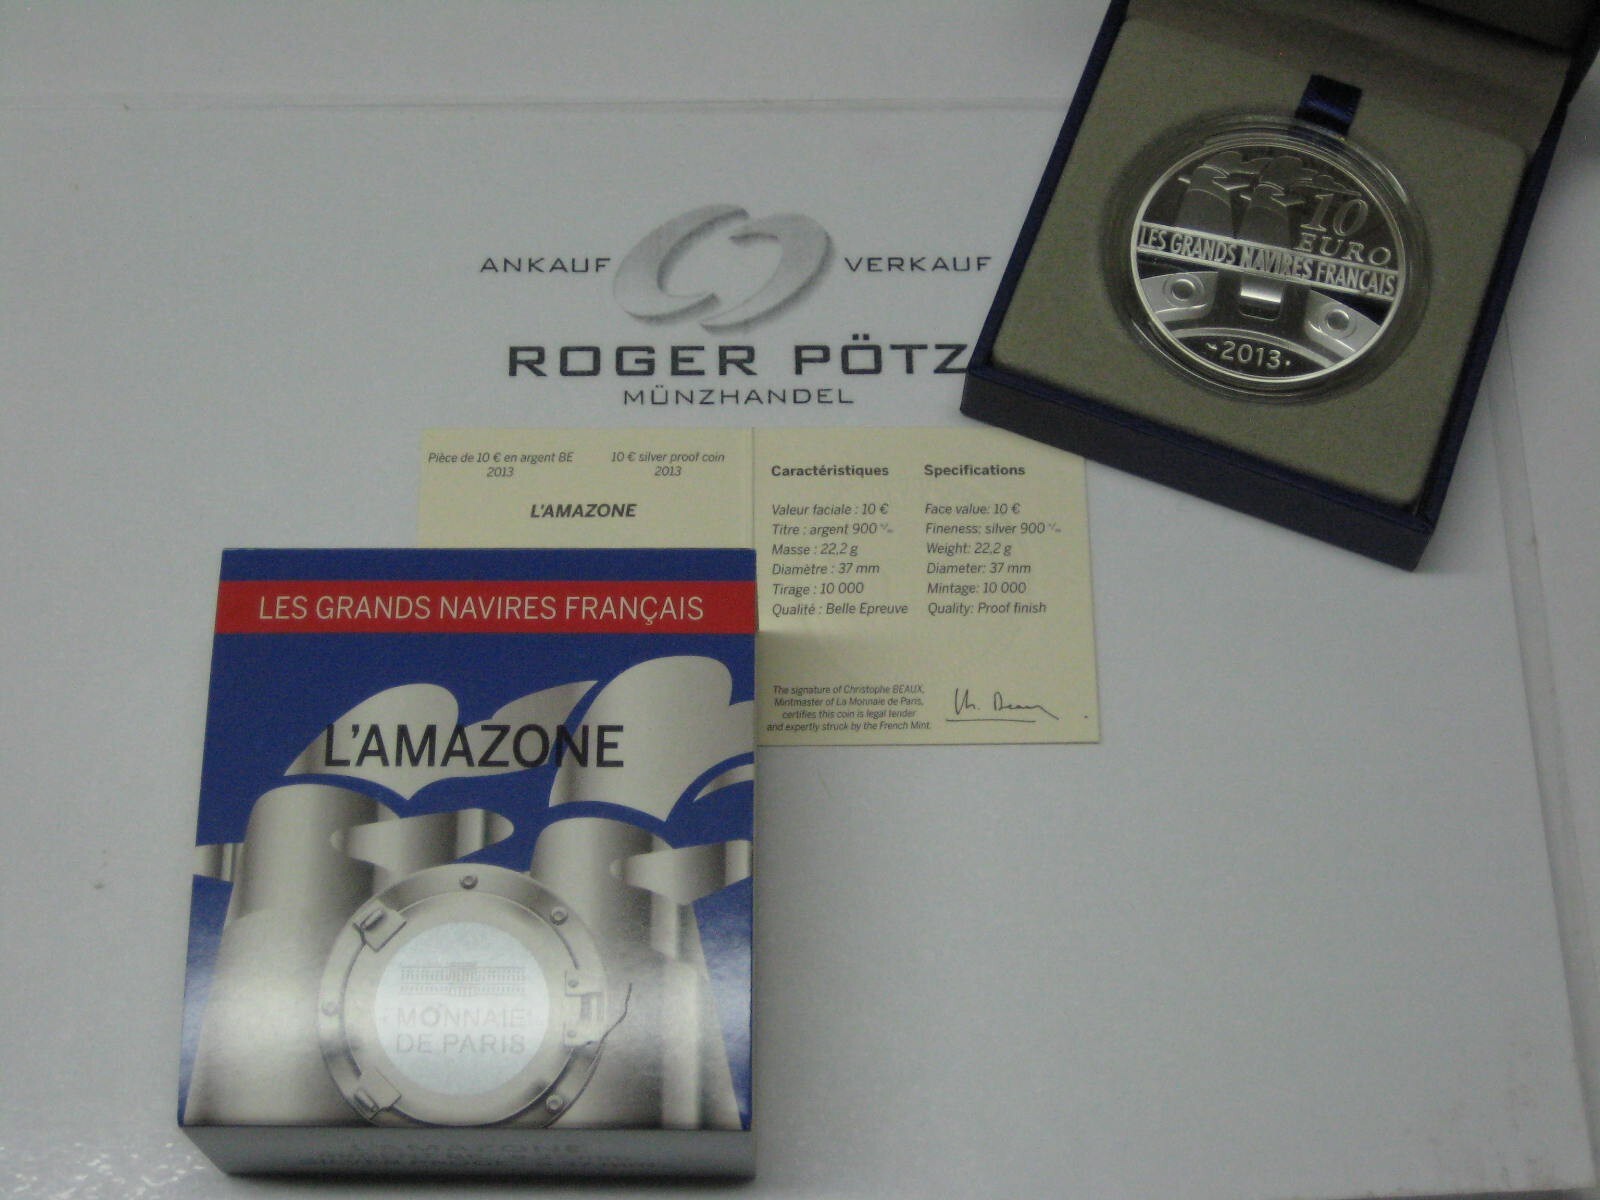 ANKAUF VERKAUF
ROGER PÖTZ
MÜNZHANDEL
10
EURO
LES GRANDS NAVIRES FRANÇAIS
2013
Pièce de 10 € en argent BE
2013
10 € silver proof coin
2013
L'AMAZONE
Caractéristiques
Valeur faciale : 10 €
Titre : argent 900 ‰
Masse : 22,2 g
Diamètre : 37 mm
Tirage : 10 000
Qualité : Belle Epreuve
Specifications
Face value: 10 €
Fineness: silver 900 ‰
Weight: 22,2 g
Diameter: 37 mm
Mintage: 10 000
Quality: Proof finish
The signature of Christophe BEAUX,
Mintmaster of La Monnaie de Paris,
certifies this coin is legal tender
and expertly struck by the French Mint.
Ch. Beaux
LES GRANDS NAVIRES FRANÇAIS
L'AMAZONE
MONNAIE
DE PARIS
L'AMAZONE